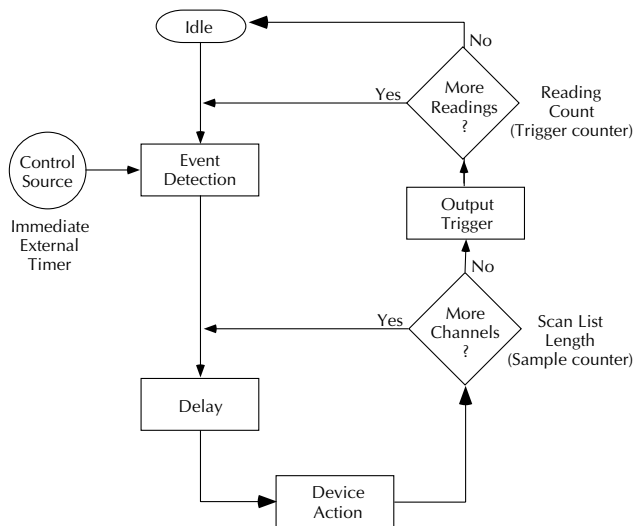 Idle
No
More
Readings
?
Yes
Reading
Count
(Trigger counter)
Control
Source
Event
Detection
Immediate
External
Timer
Output
Trigger
No
Yes
More
Channels
?
Scan List
Length
(Sample counter)
Delay
Device
Action